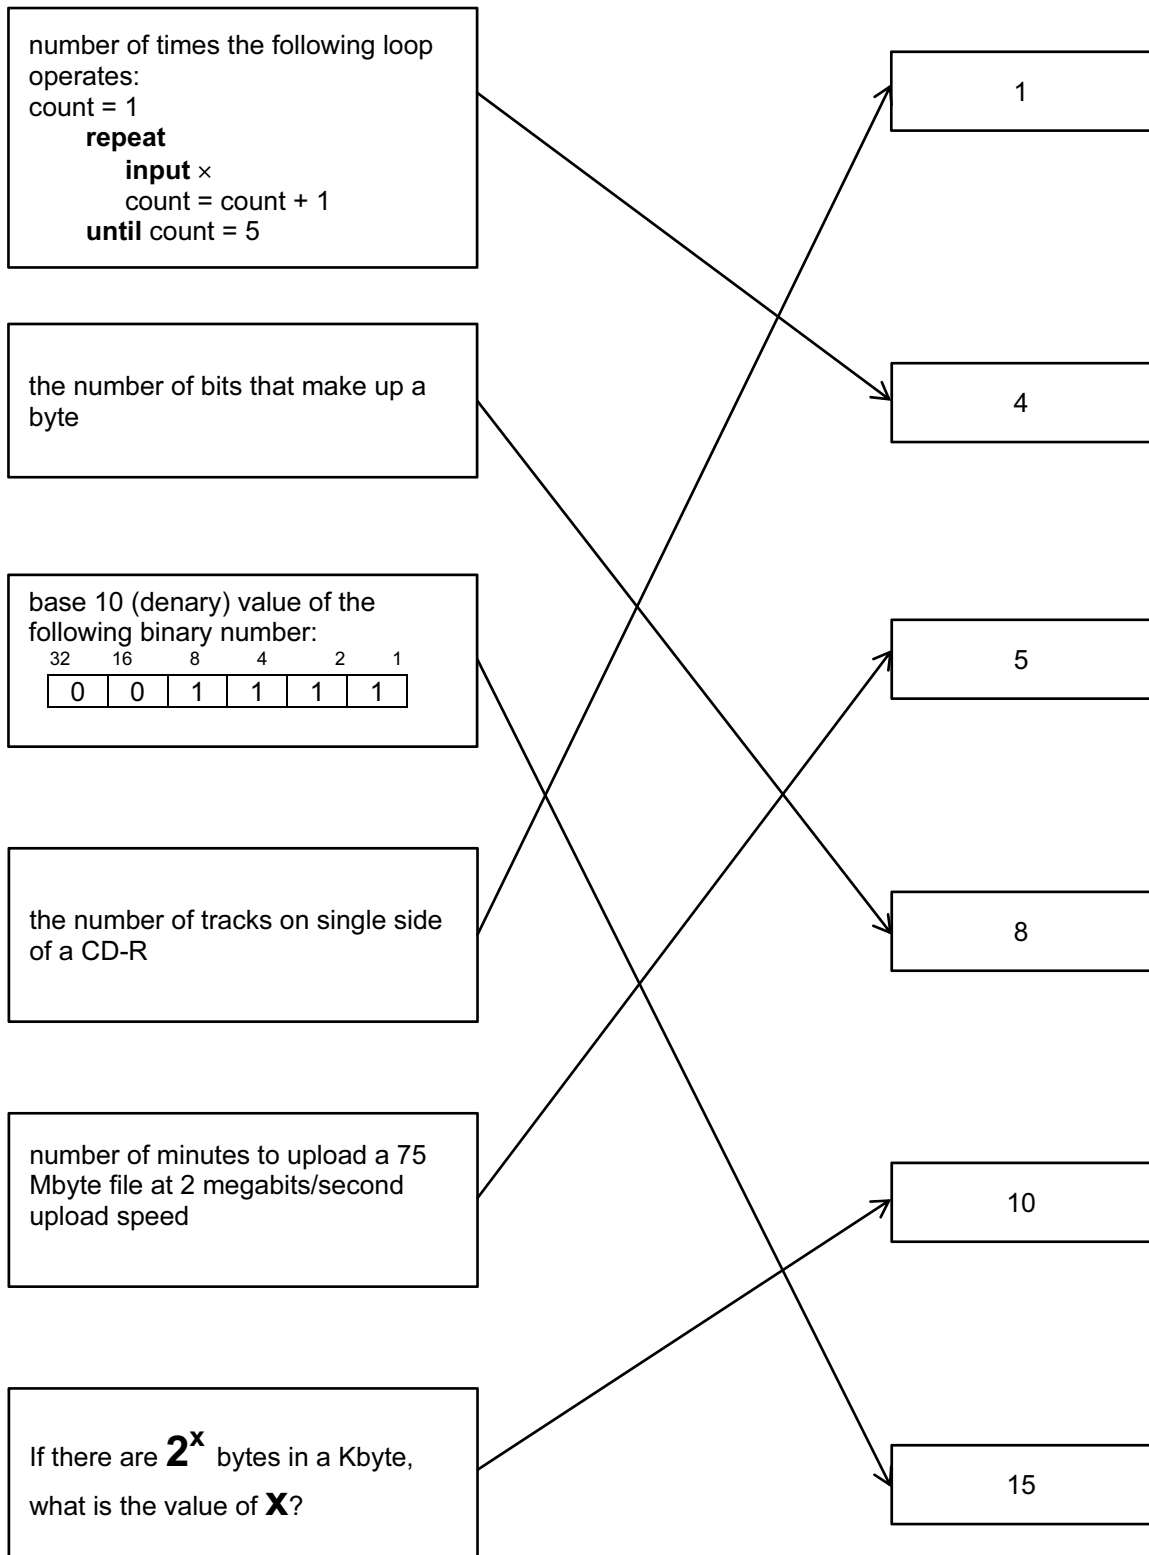 number of times the following loop
operates:
count = 1
repeat
input ×
count = count + 1
until count = 5
the number of bits that make up a
byte
base 10 (denary) value of the
following binary number:
32 16 8 4 2 1
0 0 1 1 1 1
the number of tracks on single side
of a CD-R
number of minutes to upload a 75
Mbyte file at 2 megabits/second
upload speed
If there are 2^x bytes in a Kbyte,
what is the value of x?
1
4
5
8
10
15